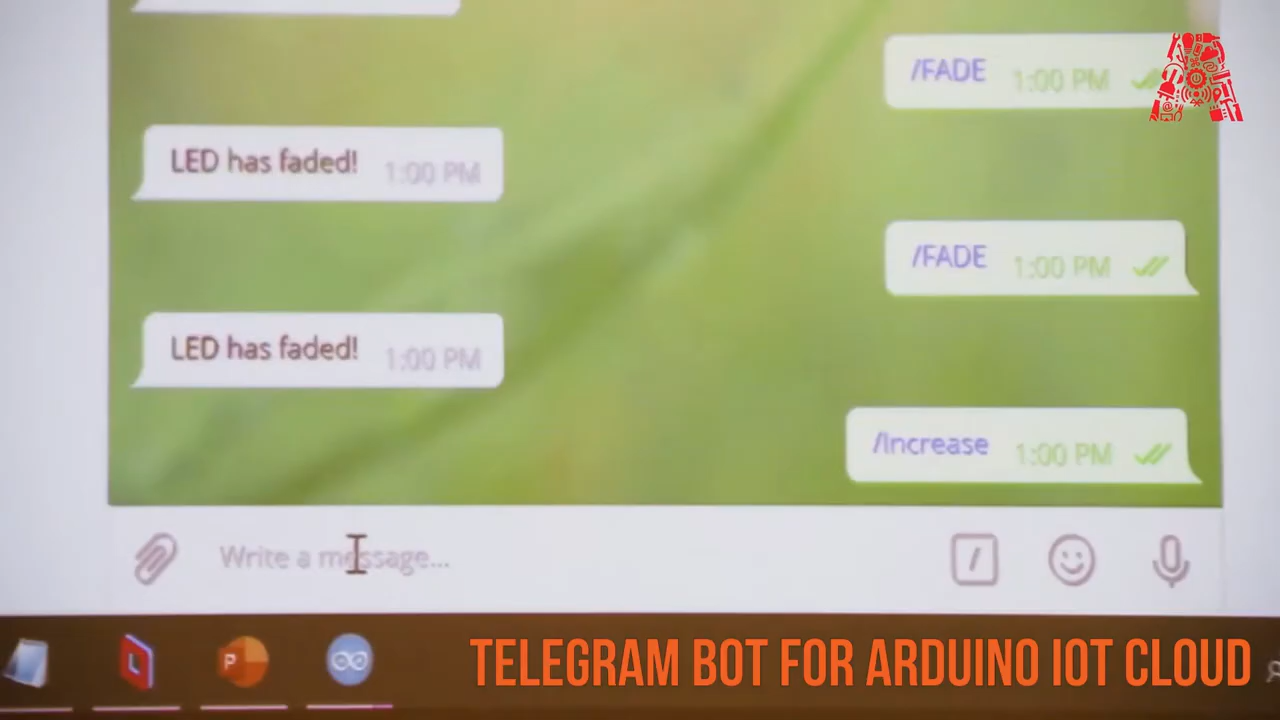 /FADE 1:00 PM
LED has faded! 1:00 PM
/FADE 1:00 PM
LED has faded! 1:00 PM
/Increase 1:00 PM
Write a message...
TELEGRAM BOT FOR ARDUINO IOT CLOUD